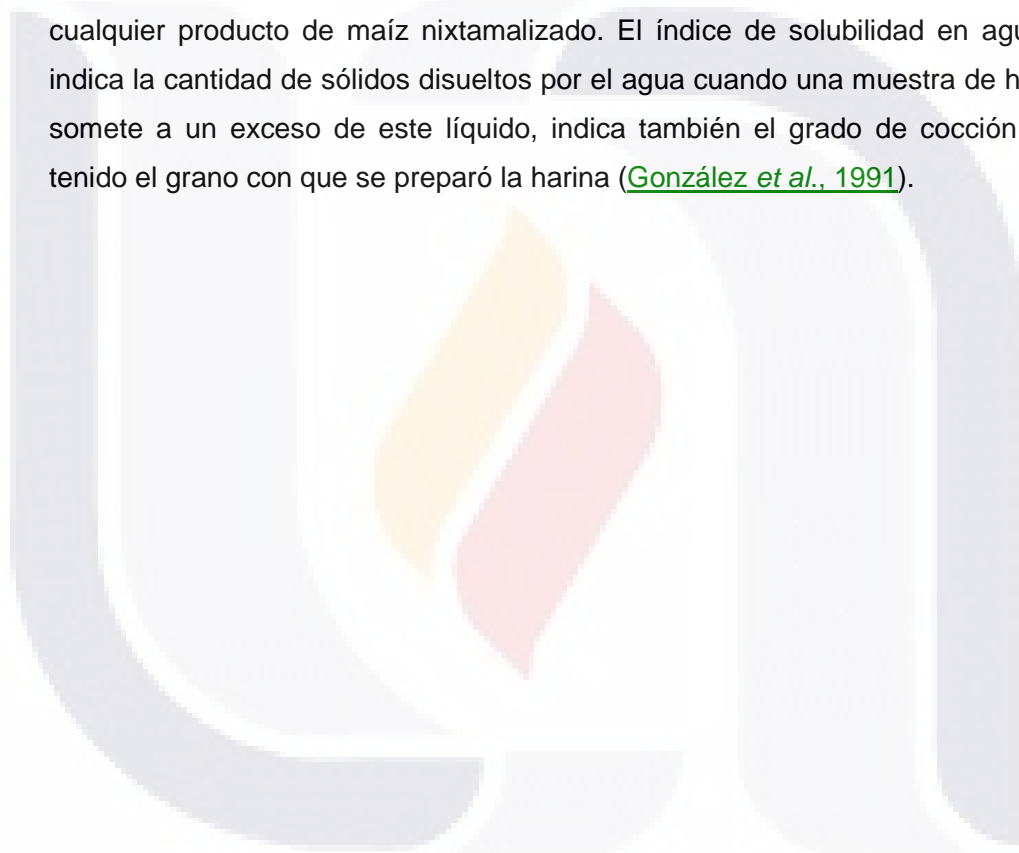 cualquier producto de maíz nixtamalizado. El índice de solubilidad en
indica la cantidad de sólidos disueltos por el agua cuando una muestra de
somete a un exceso de este líquido, indica también el grado de cocción
tenido el grano con que se preparó la harina (González et al., 1991).